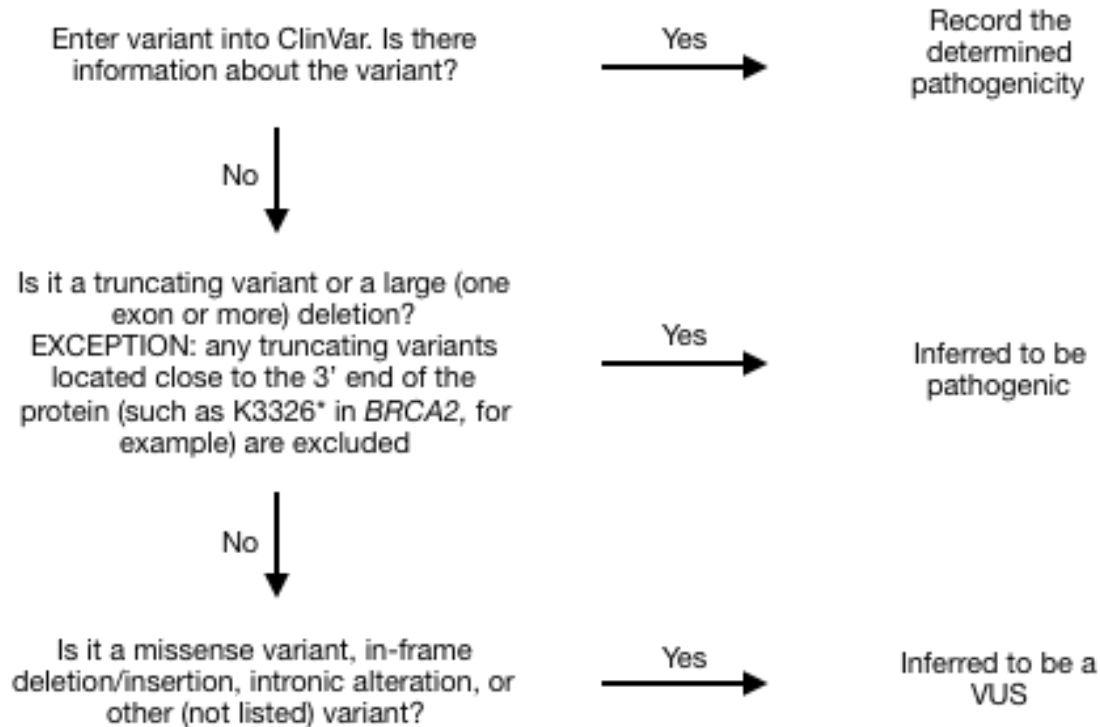 Enter variant into ClinVar. Is there
information about the variant?
Yes
Record the
determined
pathogenicity
No
Is it a truncating variant or a large (one
exon or more) deletion?
EXCEPTION: any truncating variants
located close to the 3' end of the
protein (such as K3326* in BRCA2, for
example) are excluded
Yes
Inferred to be
pathogenic
No
Is it a missense variant, in-frame
deletion/insertion, intronic alteration, or
other (not listed) variant?
Yes
Inferred to be a
VUS